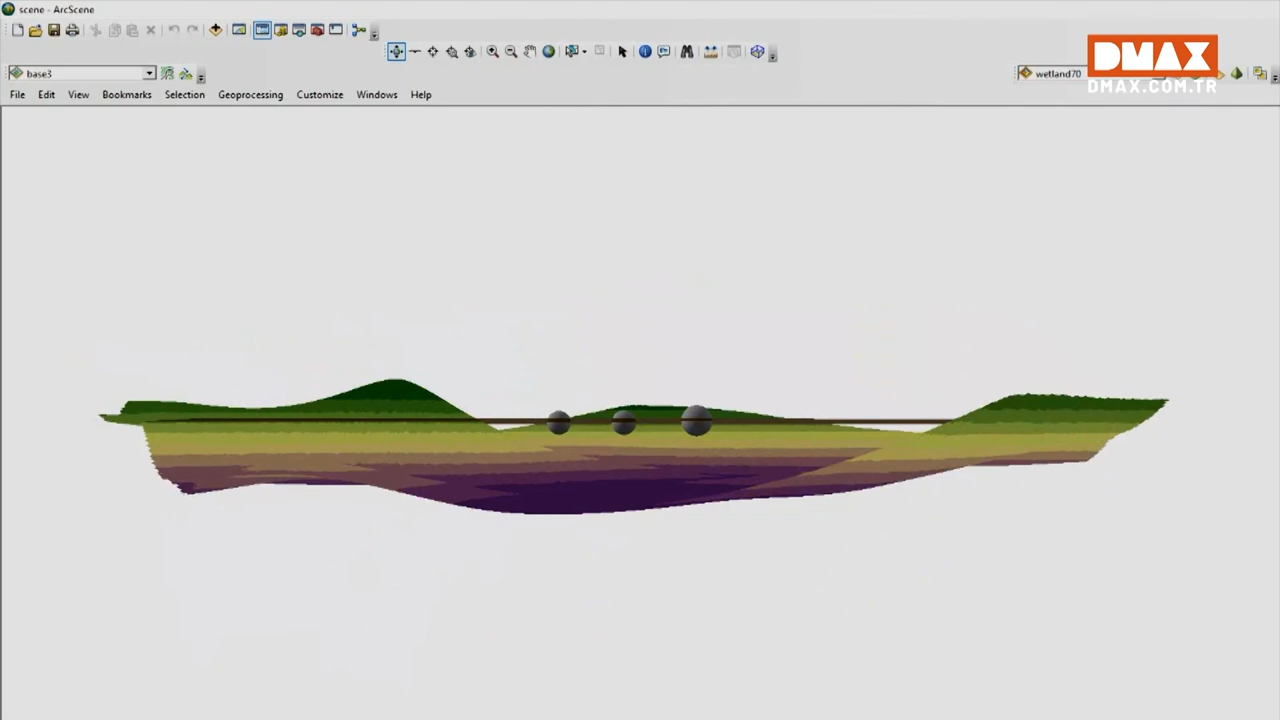 scene - ArcScene
DMAX
base3
wetland70
DMAX.COM.TR
File Edit View Bookmarks Selection Geoprocessing Customize Windows Help